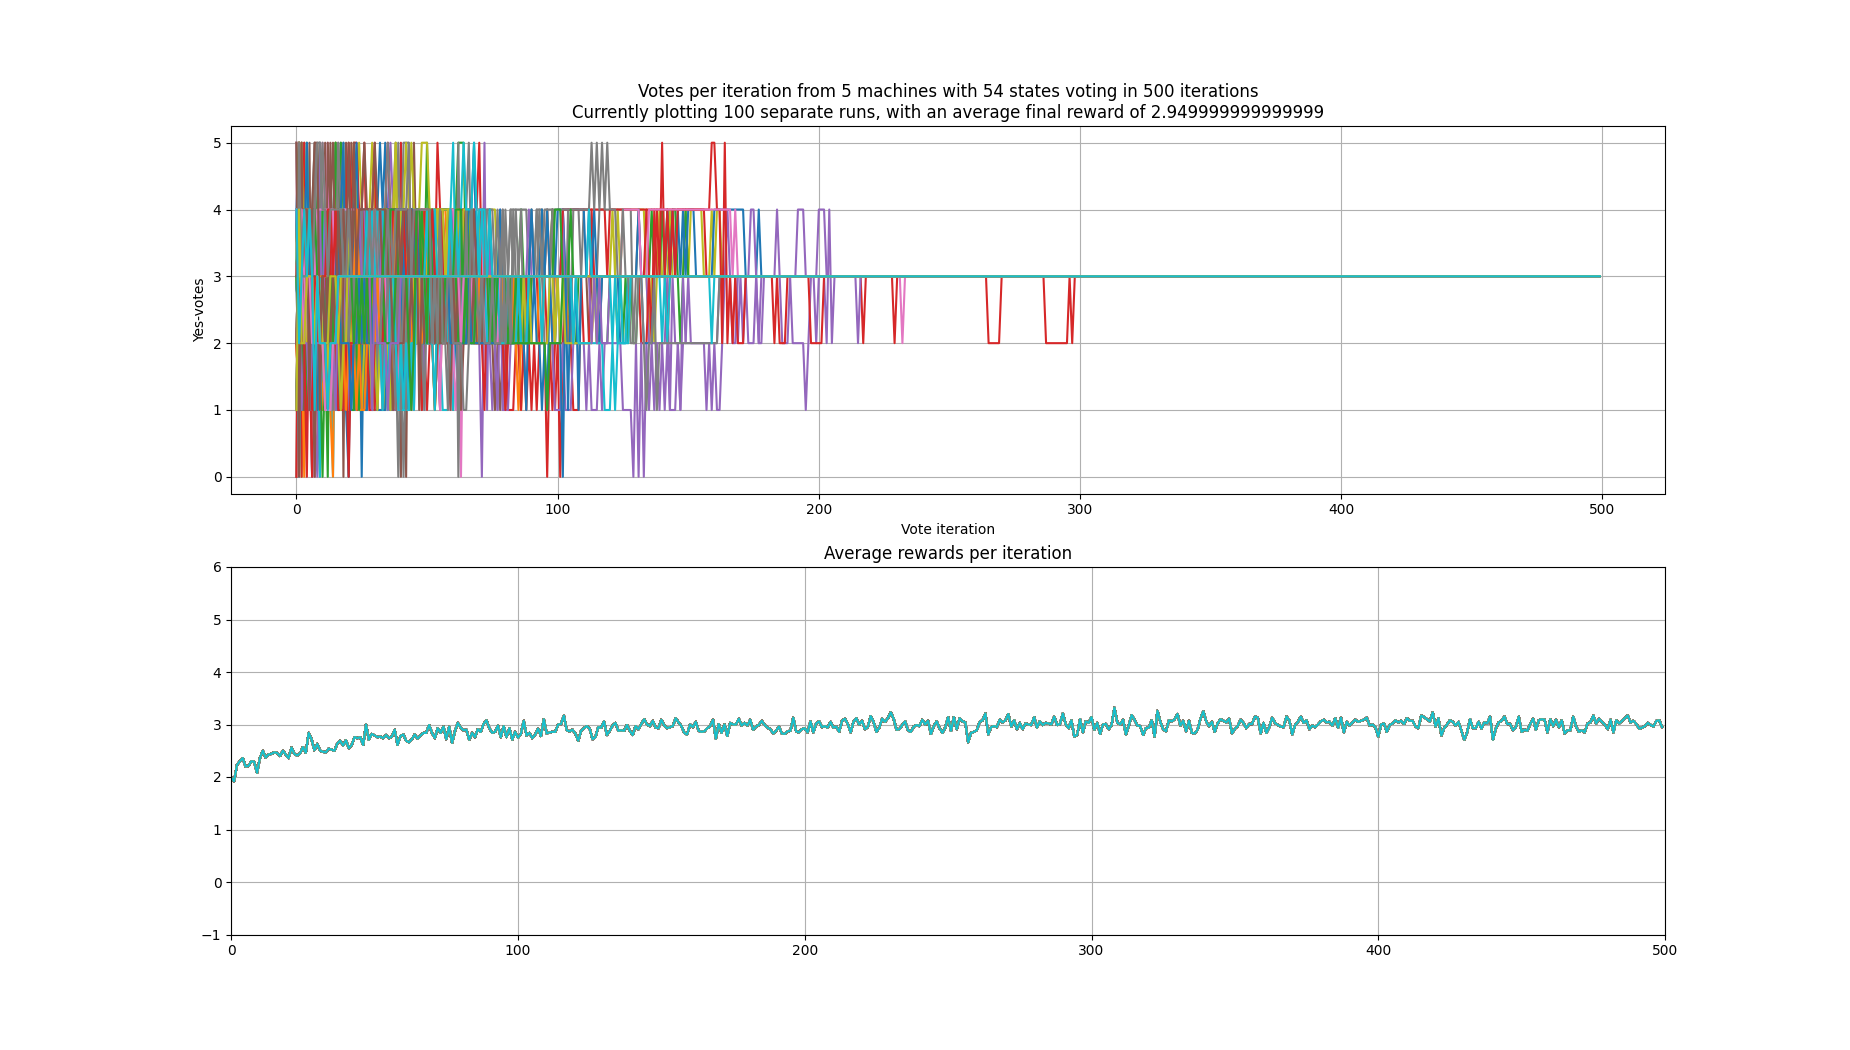 Votes per iteration from 5 machines with 54 states voting in 500 iterations
Currently plotting 100 separate runs, with an average final reward of 2.949999999999999
5
4
3
2
1
0
Yes-votes
0 100 200 300 400 500
Vote iteration
Average rewards per iteration
6
5
4
3
2
1
0
−1
0 100 200 300 400 500